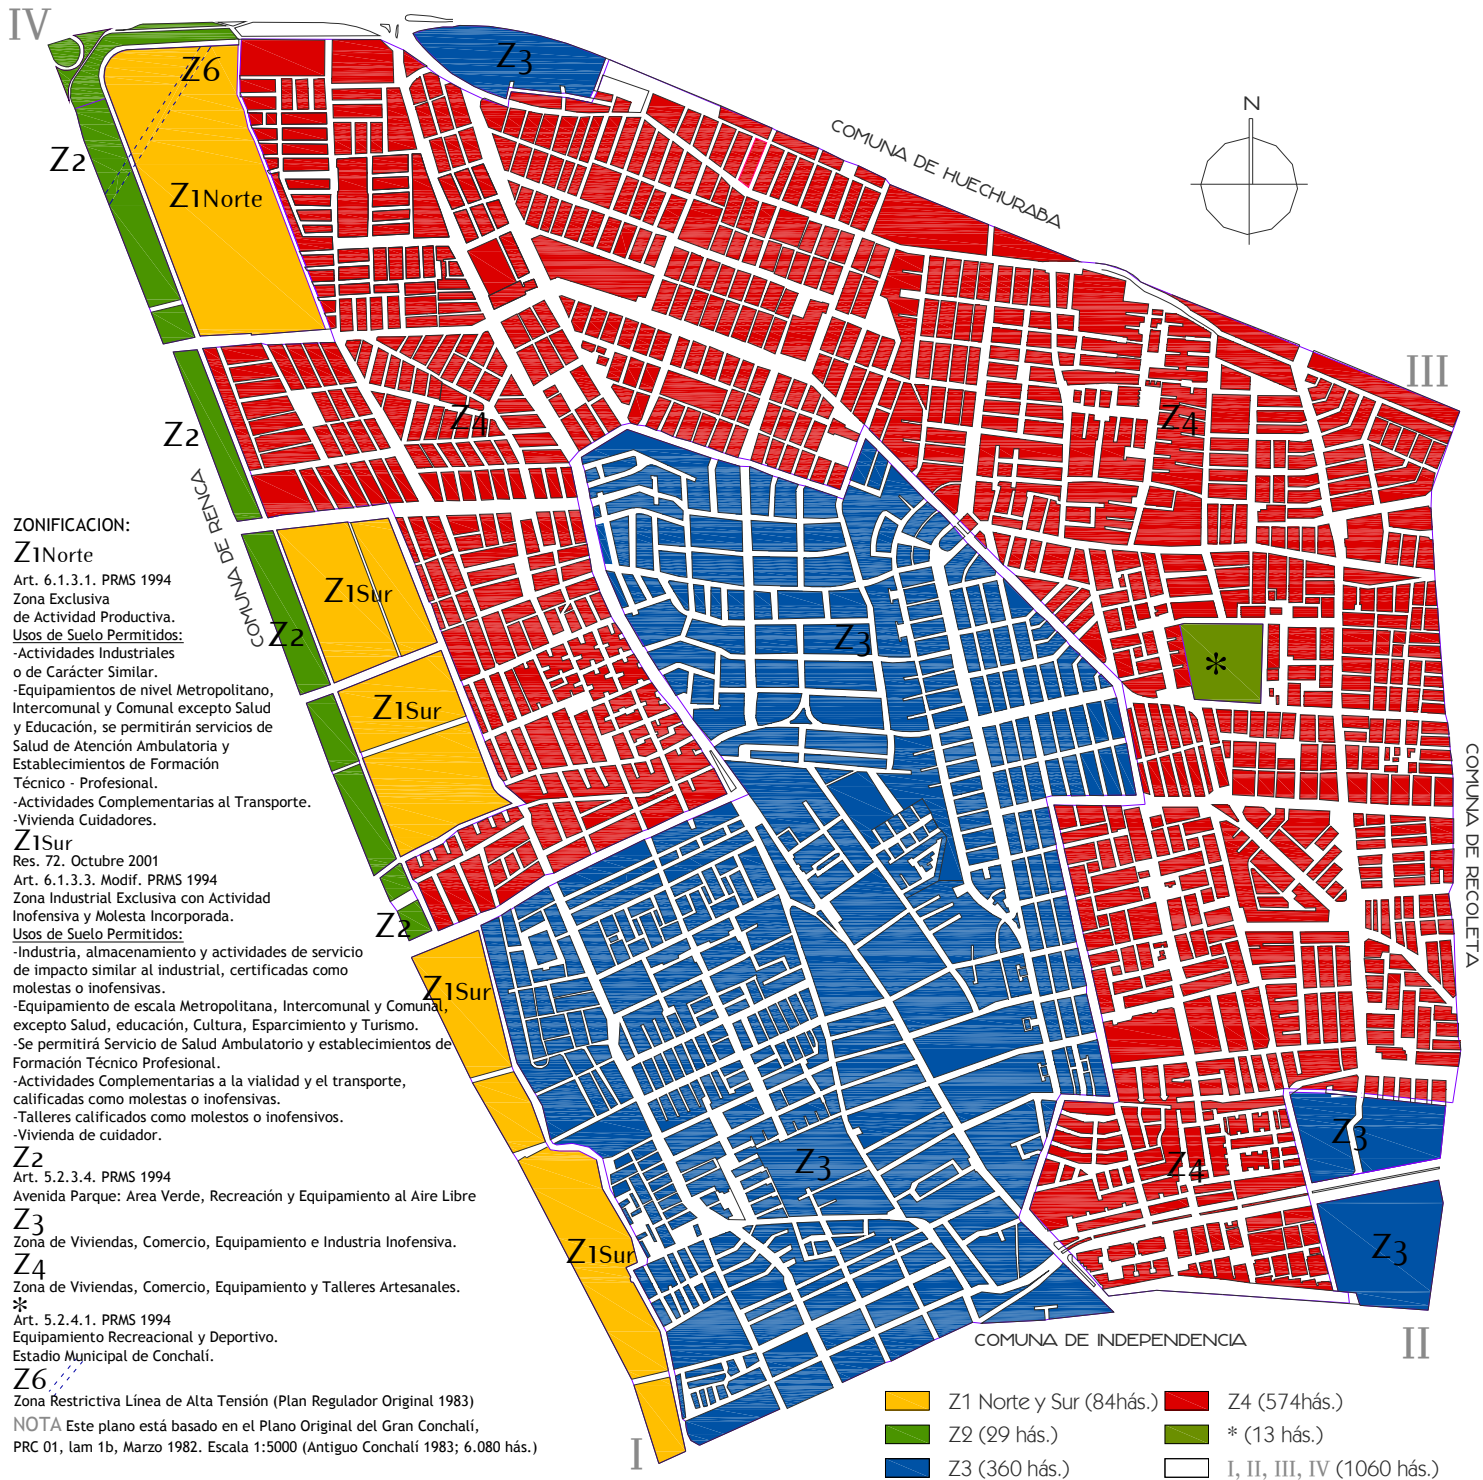 IV
Z6
Z3
N
COMUNA DE HUECHURABA
Z2
Z1Norte
III
Z4
Z4
Z2
COMUNA DE RENCA
ZONIFICACION:
Z1Norte
Art. 6.1.3.1. PRMS 1994
Zona Exclusiva
de Actividad Productiva.
Usos de Suelo Permitidos:
-Actividades Industriales
o de Carácter Similar.
-Equipamientos de nivel Metropolitano,
Intercomunal y Comunal excepto Salud
y Educación, se permitirán servicios de
Salud de Atención Ambulatoria y
Establecimientos de Formación
Técnico - Profesional.
-Actividades Complementarias al Transporte.
-Vivienda Cuidadores.
Z1Sur
Res. 72. Octubre 2001
Art. 6.1.3.3. Modif. PRMS 1994
Zona Industrial Exclusiva con Actividad
Inofensiva y Molesta Incorporada.
Usos de Suelo Permitidos:
-Industria, almacenamiento y actividades de servicio
de impacto similar al industrial, certificadas como
molestas o inofensivas.
-Equipamiento de escala Metropolitana, Intercomunal y Comunal,
excepto Salud, educación, Cultura, Esparcimiento y Turismo.
-Se permitirá Servicio de Salud Ambulatorio y establecimientos de
Formación Técnico Profesional.
-Actividades Complementarias a la vialidad y el transporte,
calificadas como molestas o inofensivas.
-Talleres calificados como molestos o inofensivos.
-Vivienda de cuidador.
Z2
Art. 5.2.3.4. PRMS 1994
Avenida Parque: Area Verde, Recreación y Equipamiento al Aire Libre
Z3
Zona de Viviendas, Comercio, Equipamiento e Industria Inofensiva.
Z4
Zona de Viviendas, Comercio, Equipamiento y Talleres Artesanales.
*
Art. 5.2.4.1. PRMS 1994
Equipamiento Recreacional y Deportivo.
Estadio Municipal de Conchalí.
Z6
Zona Restrictiva Línea de Alta Tensión (Plan Regulador Original 1983)
NOTA Este plano está basado en el Plano Original del Gran Conchalí,
PRC 01, lam 1b, Marzo 1982. Escala 1:5000 (Antiguo Conchalí 1983; 6.080 hás.)
Z1Sur
Z2
Z3
*
Z1Sur
COMUNA DE RECOLETA
Z2
Z1Sur
Z3
Z3
Z4
Z1Sur
Z3
COMUNA DE INDEPENDENCIA
II
I
Z1 Norte y Sur (84hás.)
Z4 (574hás.)
Z2 (29 hás.)
* (13 hás.)
Z3 (360 hás.)
I, II, III, IV (1060 hás.)